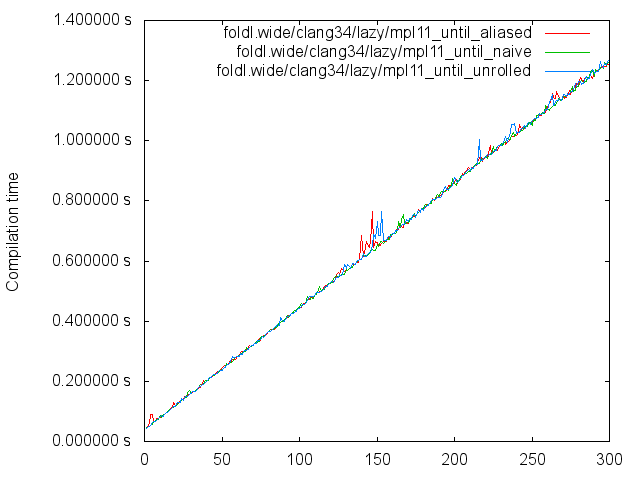 1.400000 s
1.200000 s
1.000000 s
0.800000 s
0.600000 s
0.400000 s
0.200000 s
0.000000 s
Compilation time
foldl.wide/clang34/lazy/mpl11_until_aliased
foldl.wide/clang34/lazy/mpl11_until_naive
foldl.wide/clang34/lazy/mpl11_until_unrolled
0 50 100 150 200 250 300